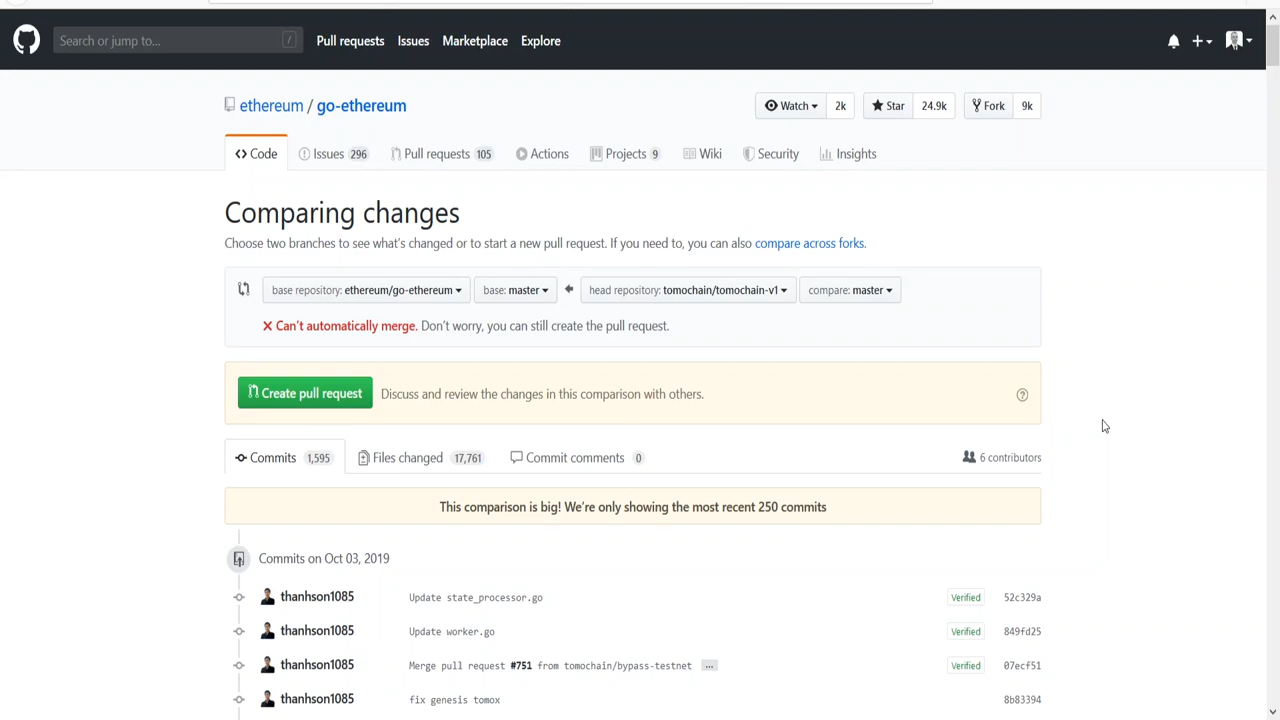 Search or jump to... /
Pull requests Issues Marketplace Explore
ethereum / go-ethereum
Watch 2k Star 24.9k Fork 9k
Code Issues 296 Pull requests 105 Actions Projects 9 Wiki Security Insights
Comparing changes
Choose two branches to see what's changed or to start a new pull request. If you need to, you can also compare across forks.
base repository: ethereum/go-ethereum base: master head repository: tomochain/tomochain-v1 compare: master
Can't automatically merge. Don't worry, you can still create the pull request.
Create pull request Discuss and review the changes in this comparison with others.
Commits 1,595 Files changed 17,761 Commit comments 0 6 contributors
This comparison is big! We're only showing the most recent 250 commits
Commits on Oct 03, 2019
thanhson1085 Update state_processor.go Verified 52c329a
thanhson1085 Update worker.go Verified 849fd25
thanhson1085 Merge pull request #751 from tomochain/bypass-testnet ... Verified 07ecf51
thanhson1085 fix genesis tomox 8b83394